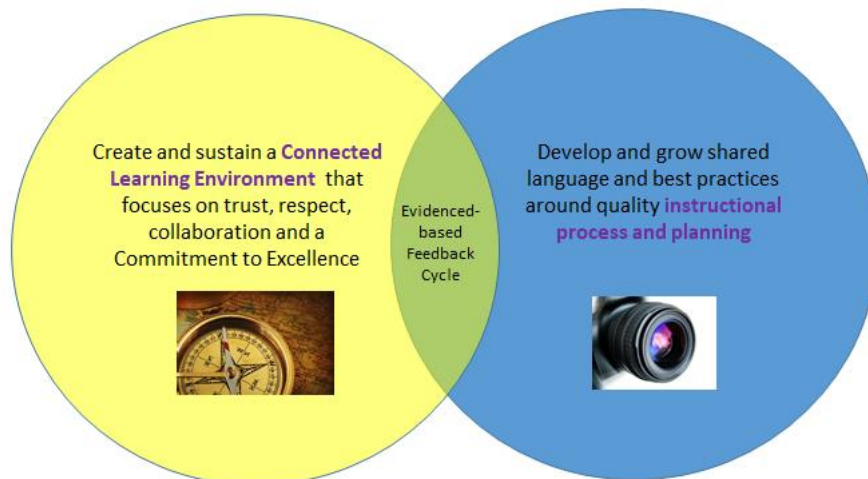 Create and sustain a Connected
Learning Environment that
focuses on trust, respect,
collaboration and a
Commitment to Excellence
Evidenced-
based
Feedback
Cycle
Develop and grow shared
language and best practices
around quality instructional
process and planning